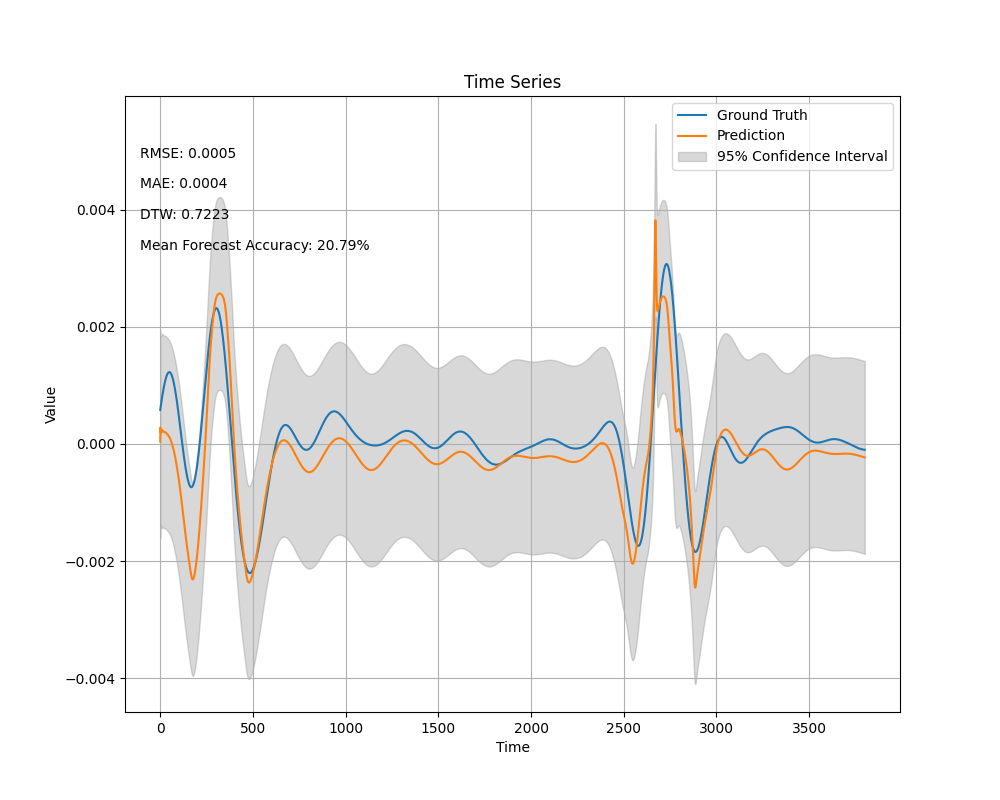 Time Series
Ground Truth
Prediction
95% Confidence Interval
RMSE: 0.0005
MAE: 0.0004
DTW: 0.7223
Mean Forecast Accuracy: 20.79%
0.004
0.002
0.000
−0.002
−0.004
Value
0 500 1000 1500 2000 2500 3000 3500
Time